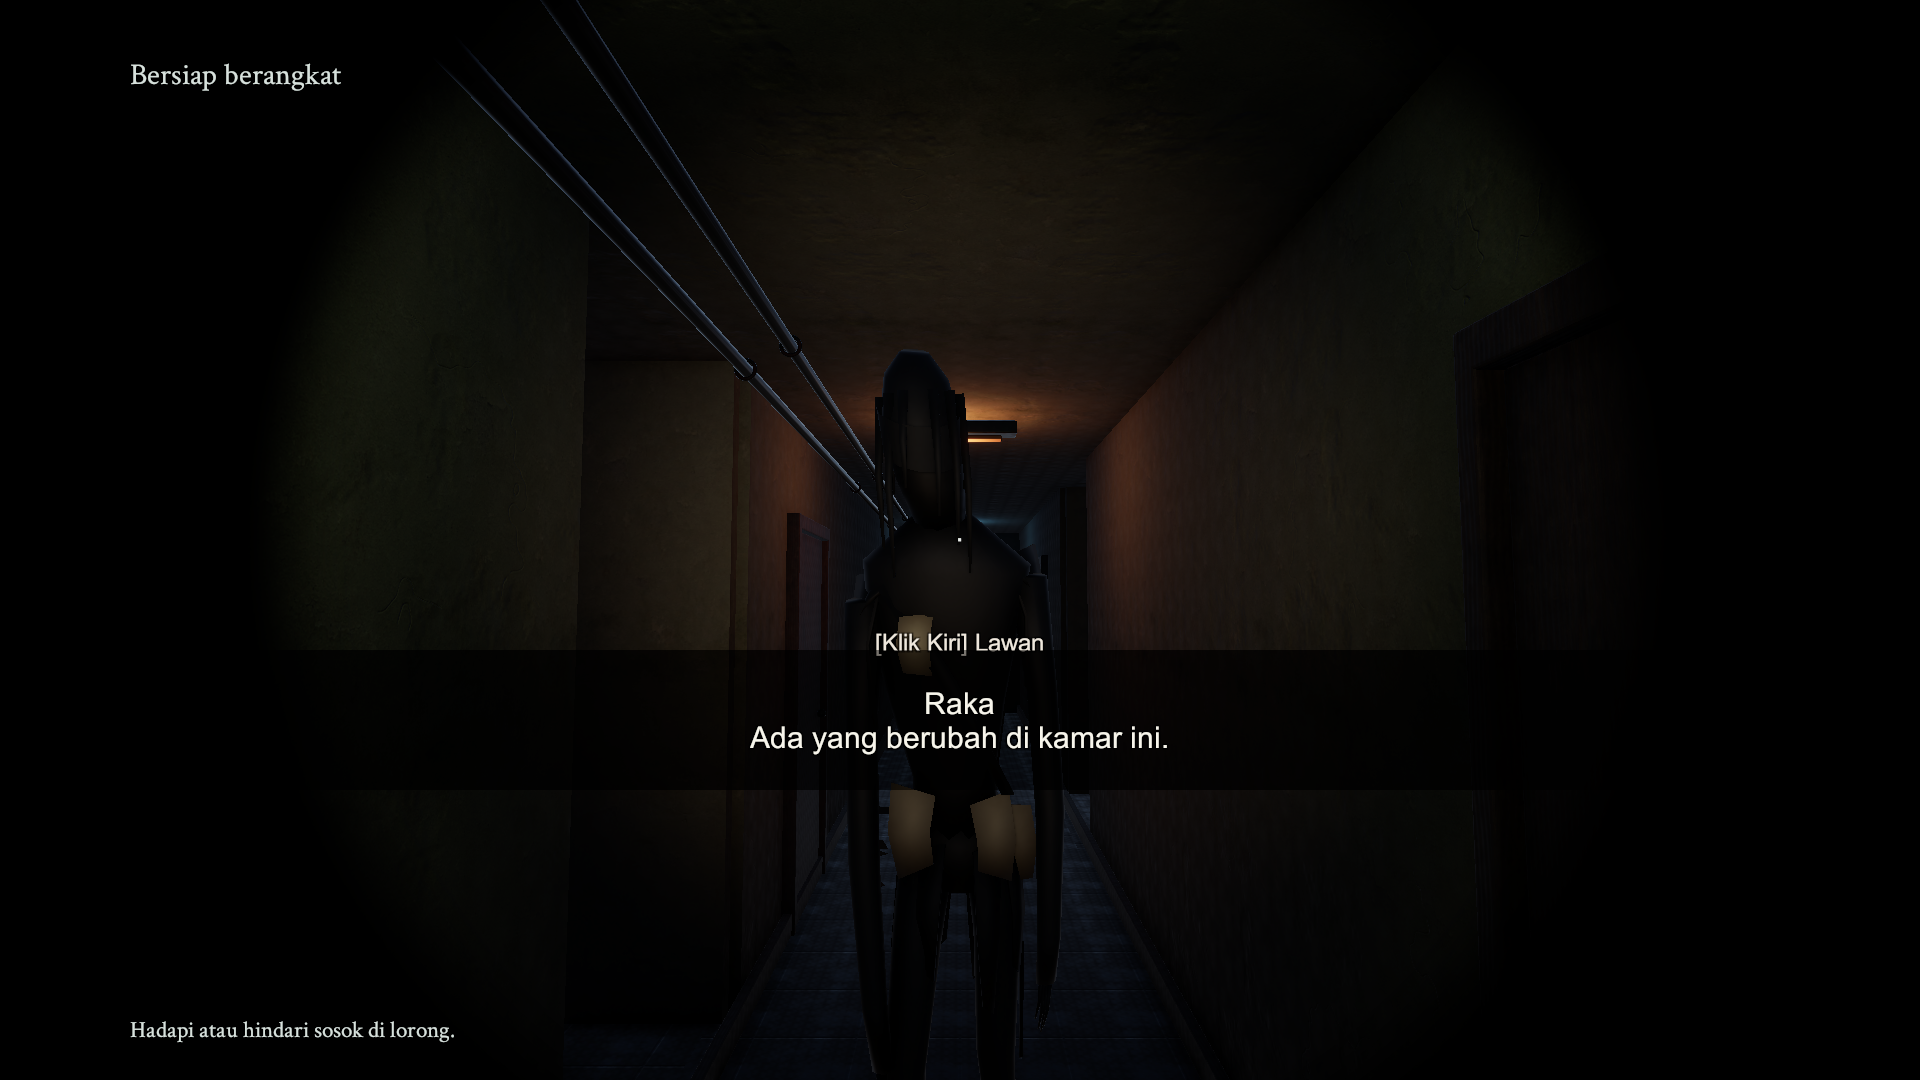 Bersiap berangkat
[Klik Kiri] Lawan
Raka
Ada yang berubah di kamar ini.
Hadapi atau hindari sosok di lorong.